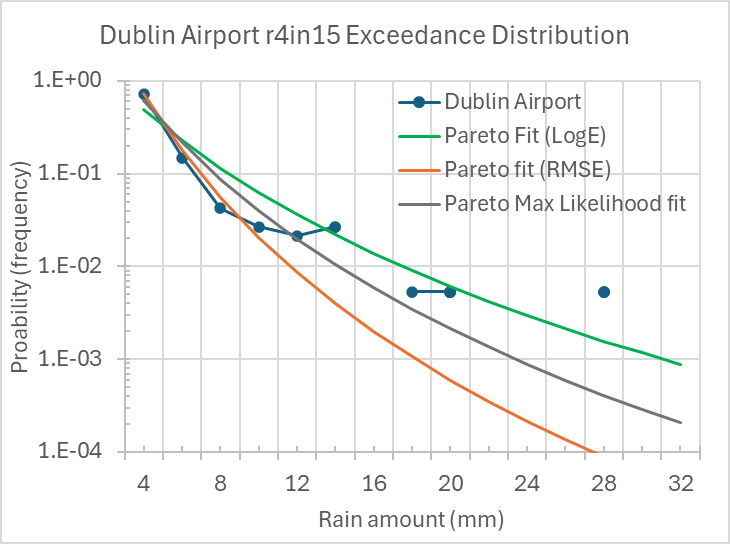 Dublin Airport r4in15 Exceedance Distribution
1.E+00
1.E-01
1.E-02
1.E-03
1.E-04
Proability (frequency)
Dublin Airport
Pareto Fit (LogE)
Pareto fit (RMSE)
Pareto Max Likelihood fit
4 8 12 16 20 24 28 32
Rain amount (mm)